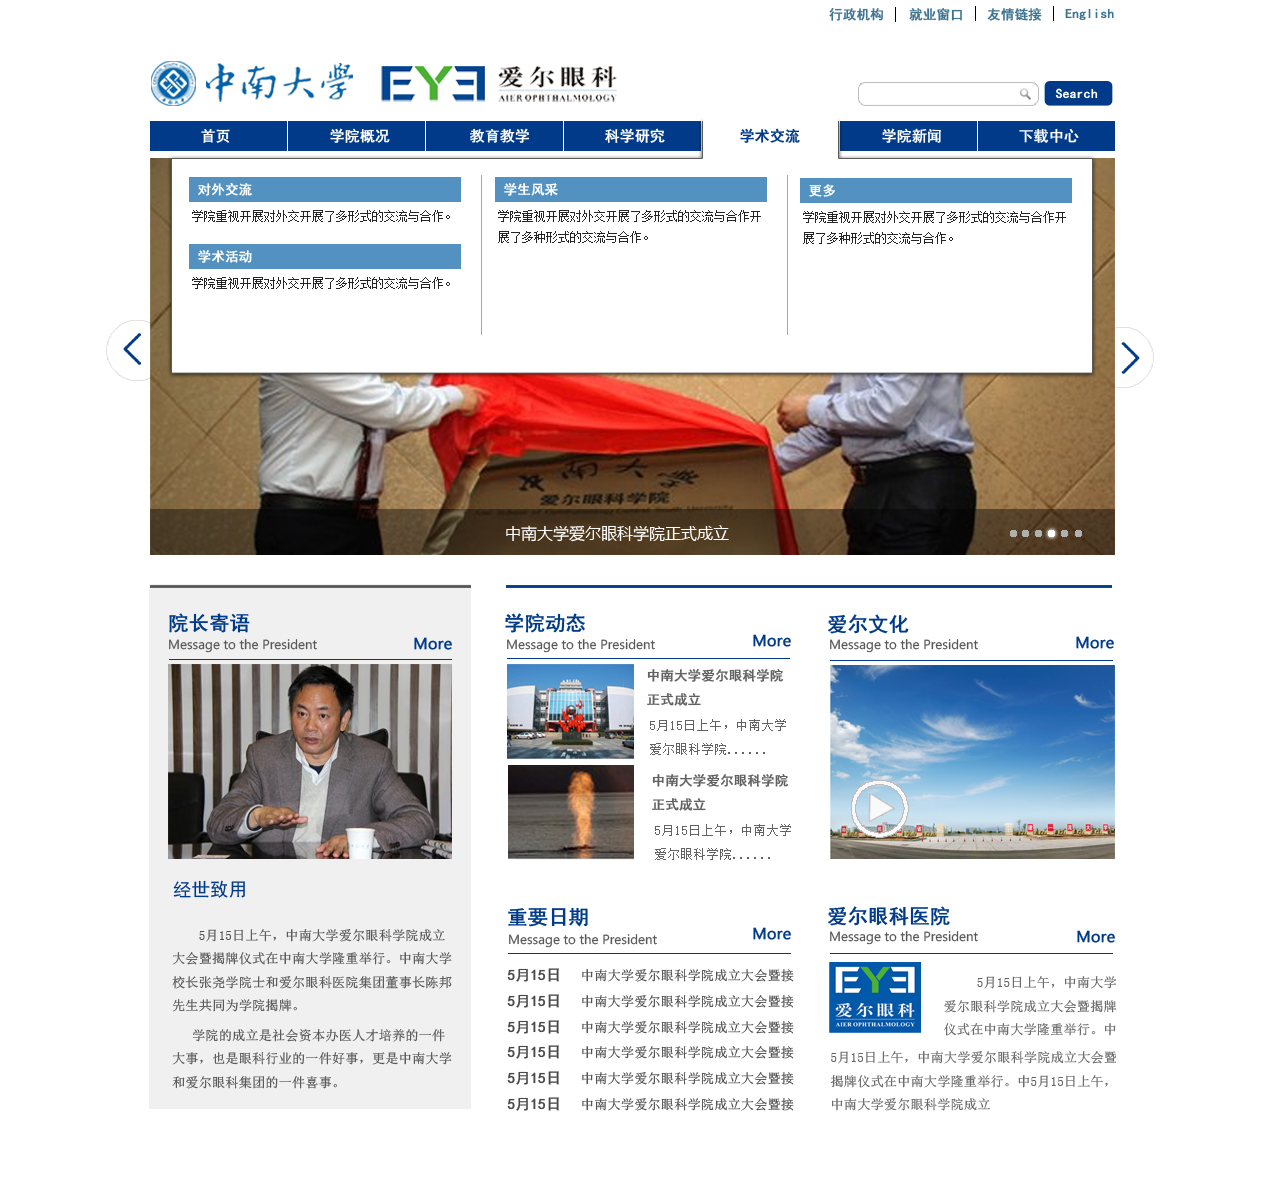 行政机构 就业窗口 友情链接 English
中南大学 EYE 爱尔眼科
AIER OPHTHALMOLOGY
Search
首页 学院概况 教育教学 科学研究 学术交流 学院新闻 下载中心
对外交流
学院重视开展对外交开展了多形式的交流与合作。
学术活动
学院重视开展对外交开展了多形式的交流与合作。
学生风采
学院重视开展对外交开展了多形式的交流与合作开
展了多种形式的交流与合作。
更多
学院重视开展对外交开展了多形式的交流与合作开
展了多种形式的交流与合作。
中南大学
爱尔眼科学院
中南大学爱尔眼科学院正式成立
院长寄语
Message to the President
More
经世致用
5月15日上午，中南大学爱尔眼科学院成立
大会暨揭牌仪式在中南大学隆重举行。中南大学
校长张尧学院士和爱尔眼科医院集团董事长陈邦
先生共同为学院揭牌。
学院的成立是社会资本办医人才培养的一件
大事，也是眼科行业的一件好事，更是中南大学
和爱尔眼科集团的一件喜事。
学院动态
Message to the President
More
中南大学爱尔眼科学院
正式成立
5月15日上午，中南大学
爱尔眼科学院......
中南大学爱尔眼科学院
正式成立
5月15日上午，中南大学
爱尔眼科学院......
爱尔文化
Message to the President
More
重要日期
Message to the President
More
5月15日 中南大学爱尔眼科学院成立大会暨接
5月15日 中南大学爱尔眼科学院成立大会暨接
5月15日 中南大学爱尔眼科学院成立大会暨接
5月15日 中南大学爱尔眼科学院成立大会暨接
5月15日 中南大学爱尔眼科学院成立大会暨接
5月15日 中南大学爱尔眼科学院成立大会暨接
爱尔眼科医院
Message to the President
More
EYE
爱尔眼科
AIER OPHTHALMOLOGY
5月15日上午，中南大学
爱尔眼科学院成立大会暨揭牌
仪式在中南大学隆重举行。中
5月15日上午，中南大学爱尔眼科学院成立大会暨
揭牌仪式在中南大学隆重举行。中5月15日上午，
中南大学爱尔眼科学院成立